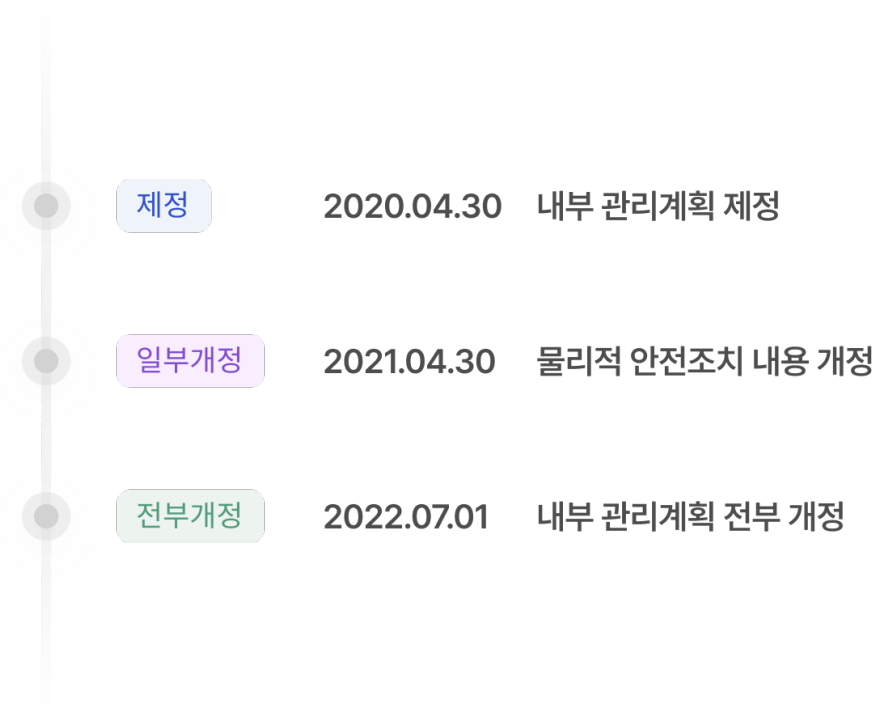 제정 2020.04.30 내부 관리계획 제정
일부개정 2021.04.30 물리적 안전조치 내용 개정
전부개정 2022.07.01 내부 관리계획 전부 개정